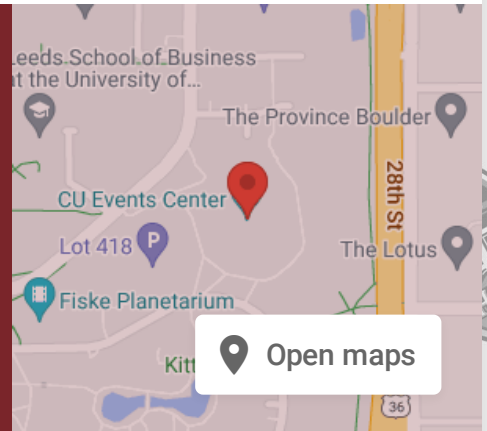 Leeds School of Business
at the University of...
The Province Boulder
CU Events Center
28th St
Lot 418 P
The Lotus
Fiske Planetarium
Open maps
Kitt
36